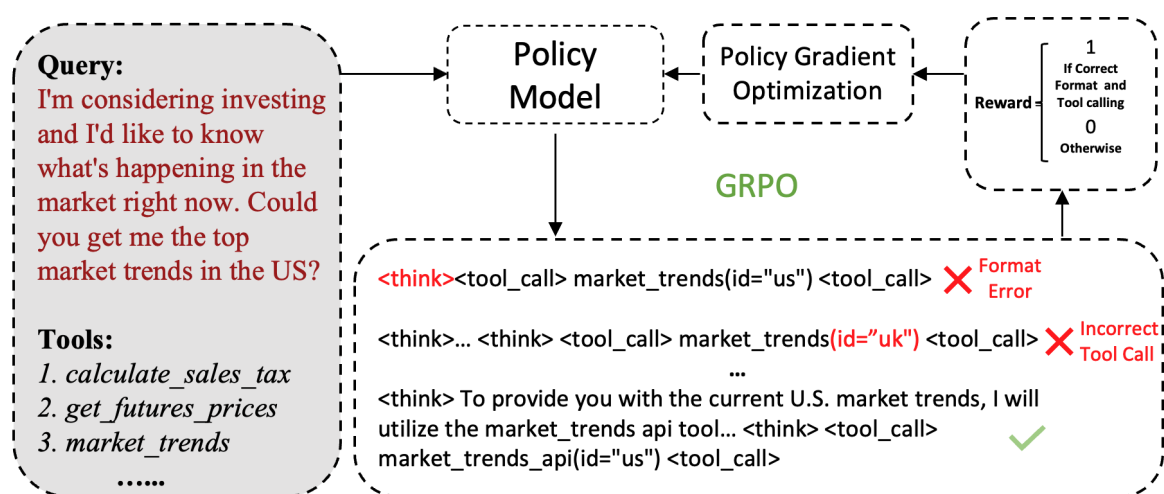 Query:
I'm considering investing
and I'd like to know
what's happening in the
market right now. Could
you get me the top
market trends in the US?
Tools:
1. calculate_sales_tax
2. get_futures_prices
3. market_trends
......
Policy
Model
Policy Gradient
Optimization
Reward=
1
If Correct
Format and
Tool calling
0
Otherwise
GRPO
<think><tool_call> market_trends(id="us") <tool_call>
Format
Error
<think>... <think> <tool_call> market_trends(id=”uk") <tool_call>
Incorrect
Tool Call
...
<think> To provide you with the current U.S. market trends, I will
utilize the market_trends api tool... <think> <tool_call>
market_trends_api(id="us") <tool_call>